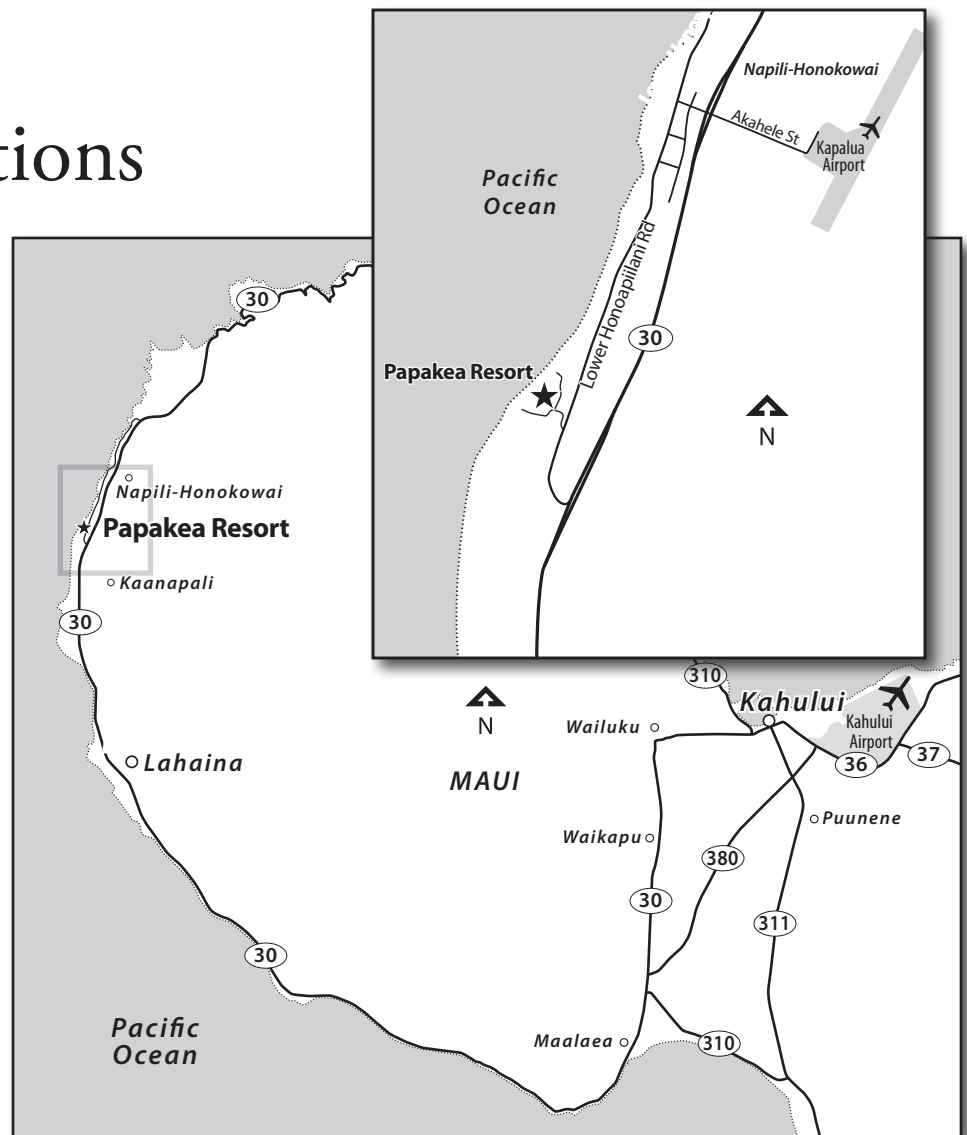 tions
Napili-Honokowai
Akahele St
Kapalua
Airport
Pacific
Ocean
Lower Honoapiilani Rd
30
Papakea Resort
N
30
Napili-Honokowai
Papakea Resort
Kaanapali
30
310
Kahului
N
Wailuku
Kahului
Airport
36
37
Lahaina
MAUI
Puunene
Waikapu
380
30
311
30
Pacific
Ocean
Maalaea
310